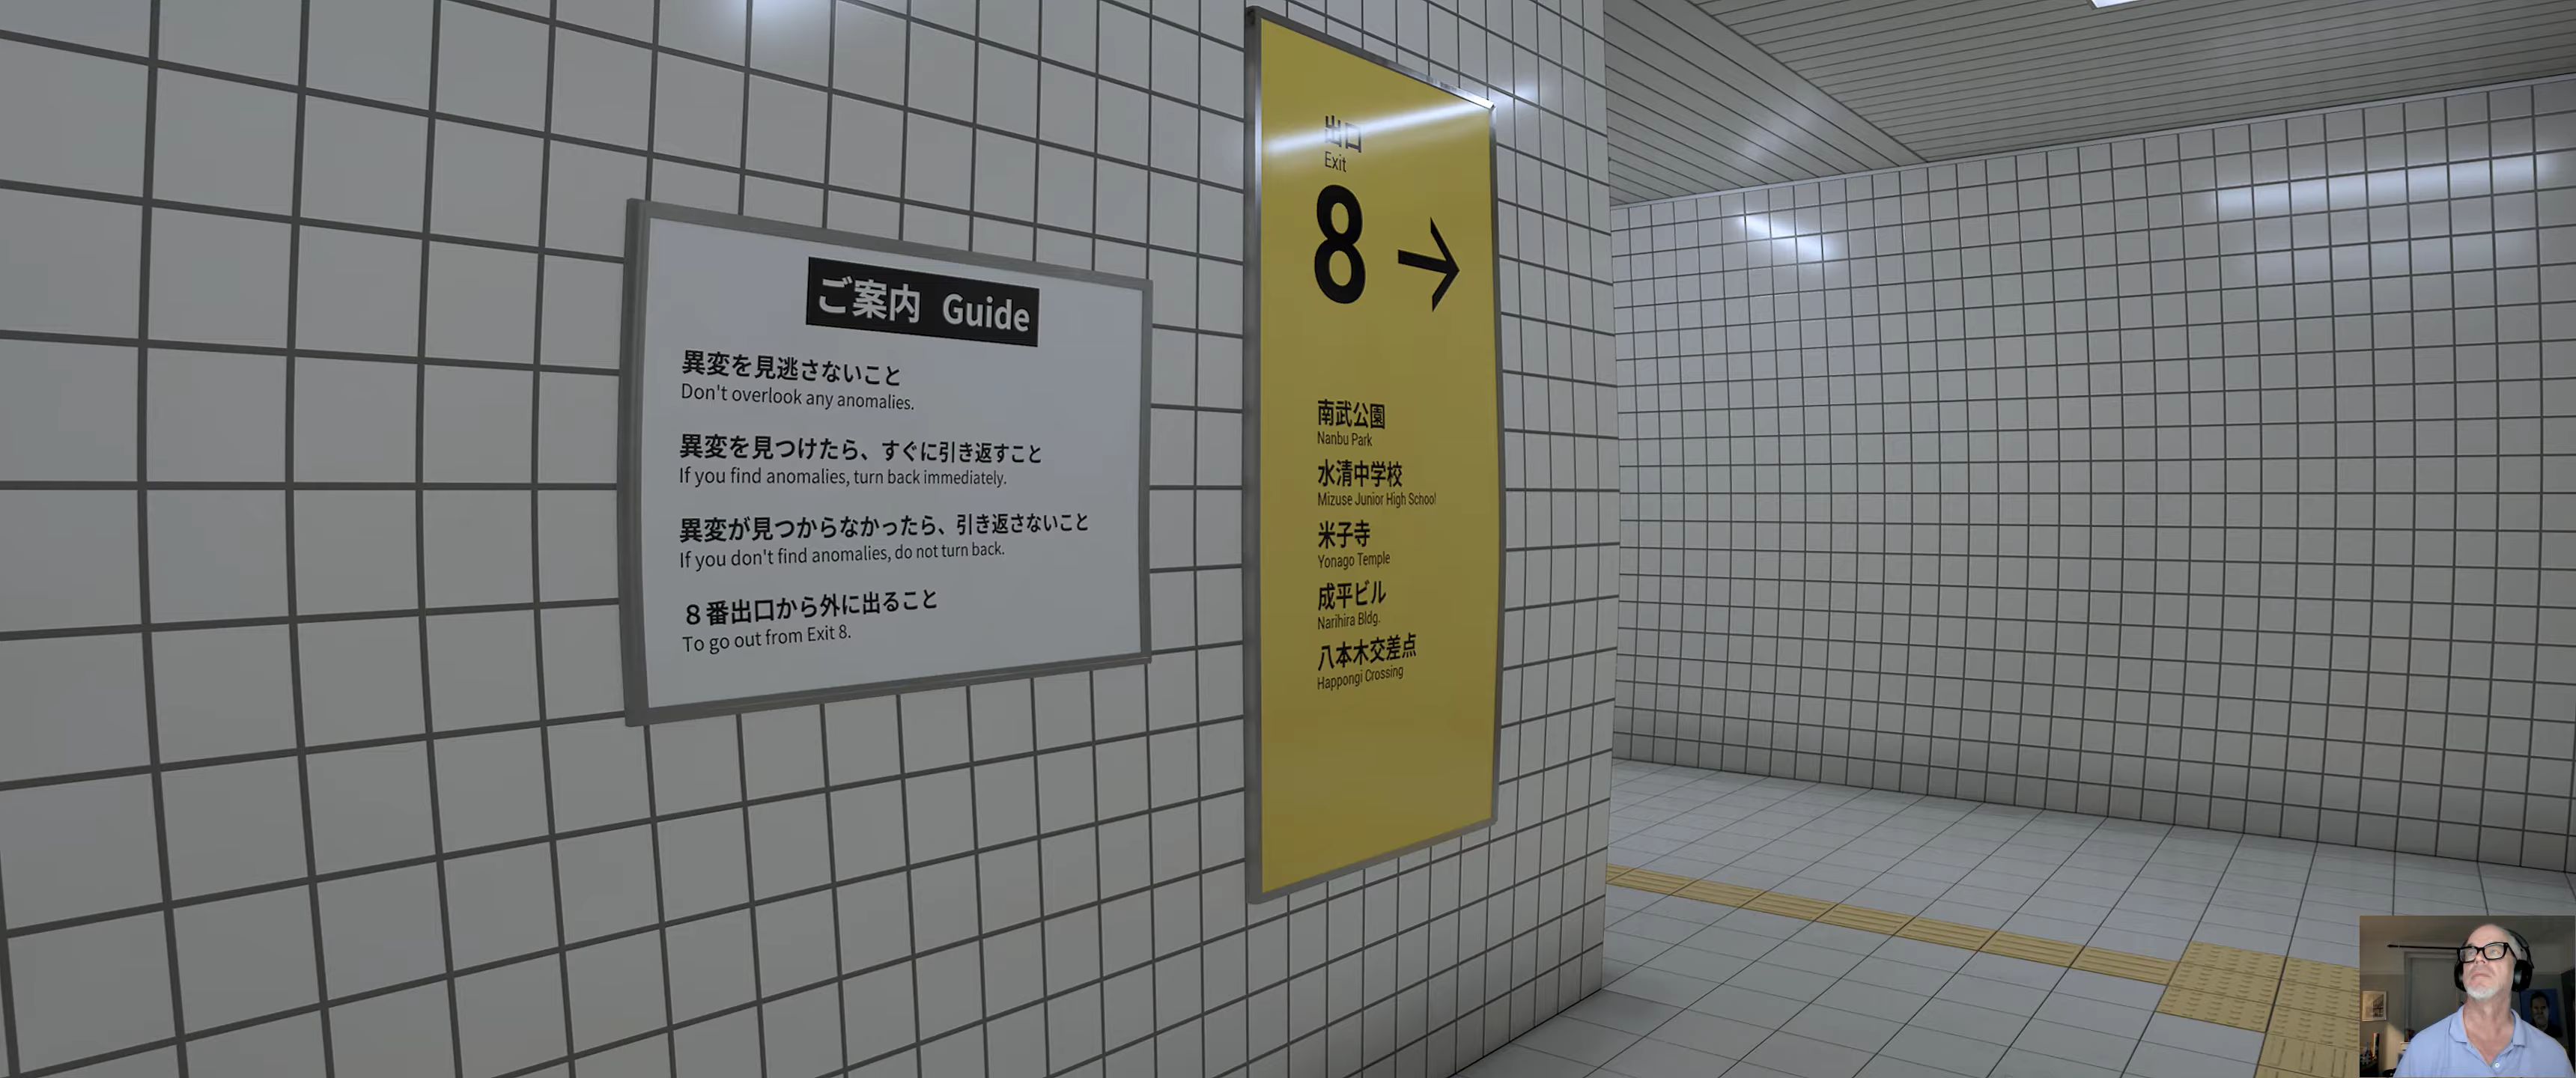 ご案内 Guide
異変を見逃さないこと
Don't overlook any anomalies.
異変を見つけたら、すぐに引き返すこと
If you find anomalies, turn back immediately.
異変が見つからなかったら、引き返さないこと
If you don't find anomalies, do not turn back.
８番出口から外に出ること
To go out from Exit 8.
出口
Exit
8 →
南武公園
Nanbu Park
水清中学校
Mizuse Junior High School
米子寺
Yonago Temple
成平ビル
Narihira Bldg.
八本木交差点
Happongi Crossing